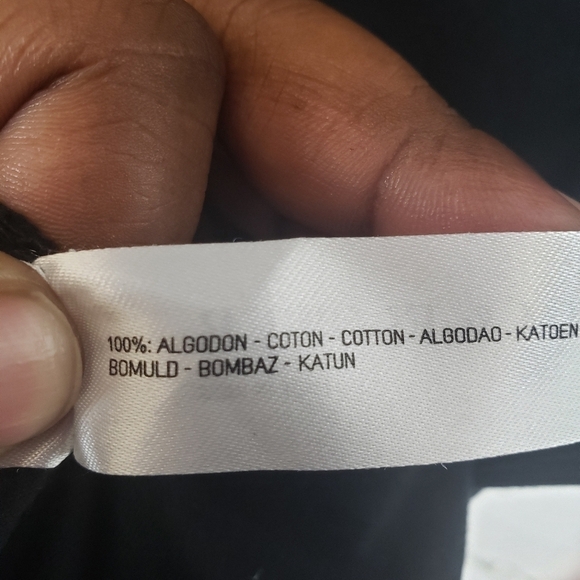 100%: ALGODON - COTON - COTTON - ALGODAO - KATOEN
BOMULD - BOMBAZ - KATUN